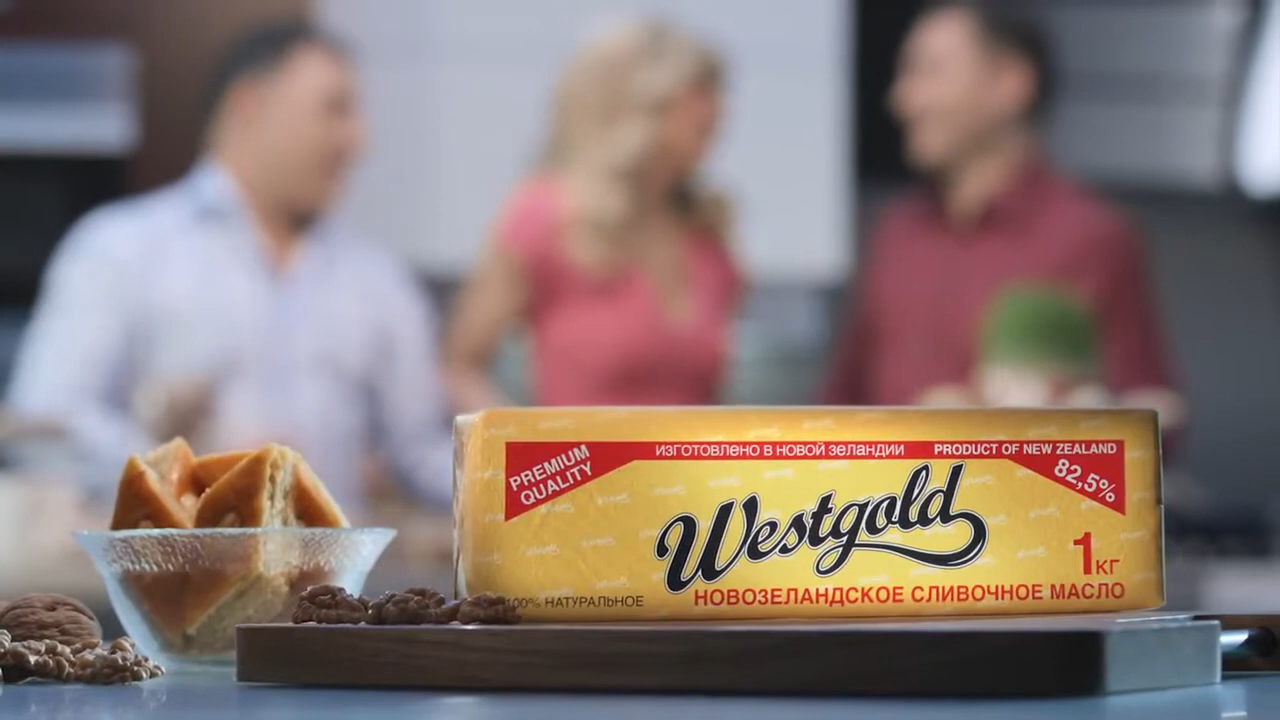 PREMIUM
QUALITY
ИЗГОТОВЛЕНО В НОВОЙ ЗЕЛАНДИИ
PRODUCT OF NEW ZEALAND
82,5%
Westgold
1кг
100% НАТУРАЛЬНОЕ
НОВОЗЕЛАНДСКОЕ СЛИВОЧНОЕ МАСЛО